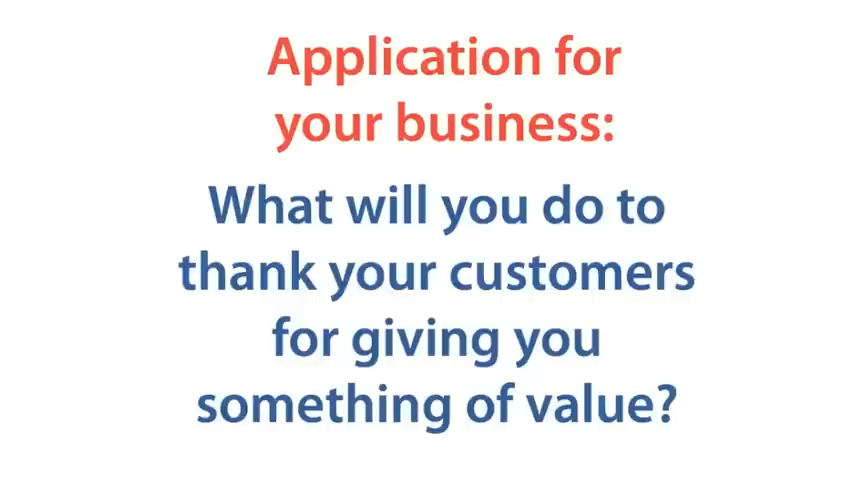 Application for
your business:
What will you do to
thank your customers
for giving you
something of value?